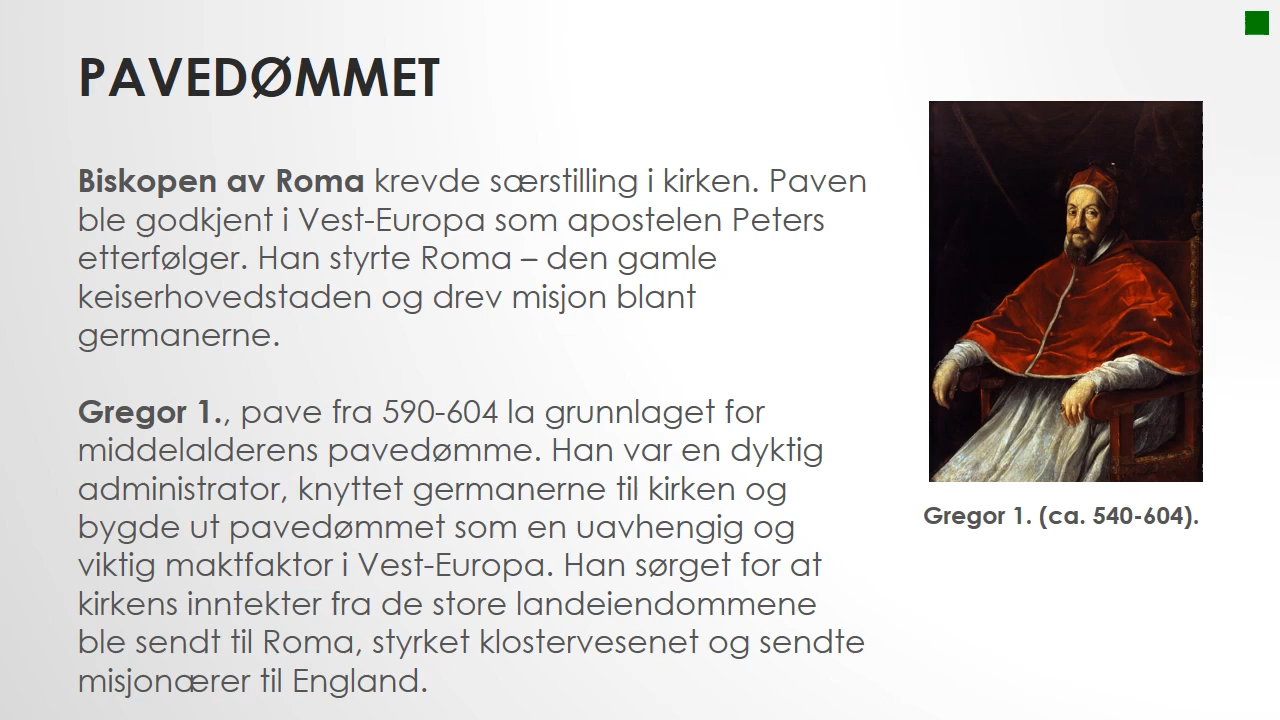 PAVEDØMMET
Biskopen av Roma krevde særstilling i kirken. Paven
ble godkjent i Vest-Europa som apostelen Peters
etterfølger. Han styrte Roma – den gamle
keiserhovedstaden og drev misjon blant
germanerne.
Gregor 1., pave fra 590-604 la grunnlaget for
middelalderens pavedømme. Han var en dyktig
administrator, knyttet germanerne til kirken og
bygde ut pavedømmet som en uavhengig og
viktig maktfaktor i Vest-Europa. Han sørget for at
kirkens inntekter fra de store landeiendommene
ble sendt til Roma, styrket klostervesenet og sendte
misjonærer til England.
Gregor 1. (ca. 540-604).